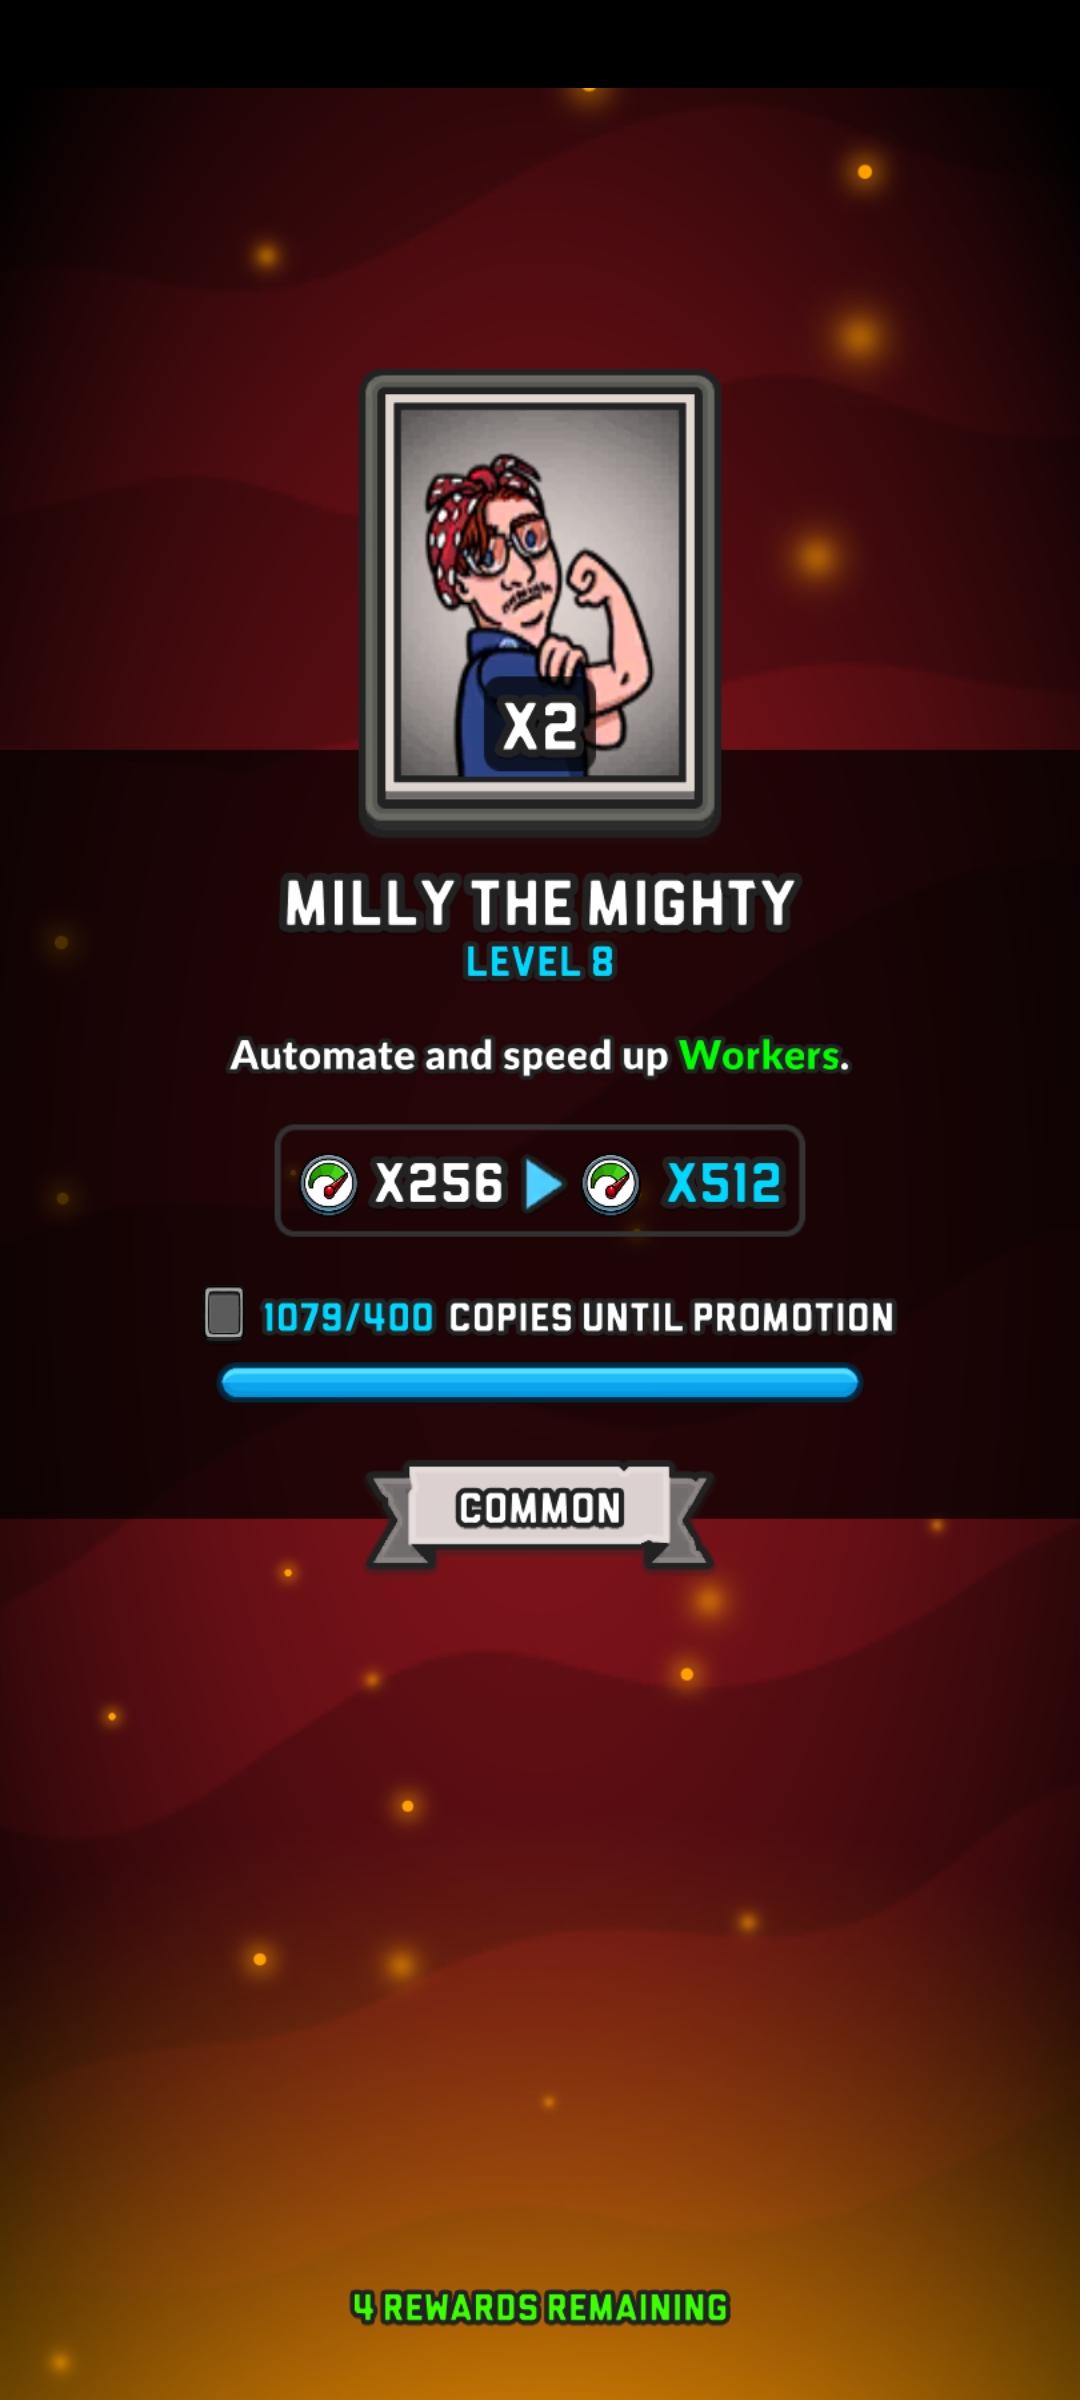 X2
MILLY THE MIGHTY
LEVEL 8
Automate and speed up Workers.
X256 X512
1079/400 COPIES UNTIL PROMOTION
COMMON
4 REWARDS REMAINING